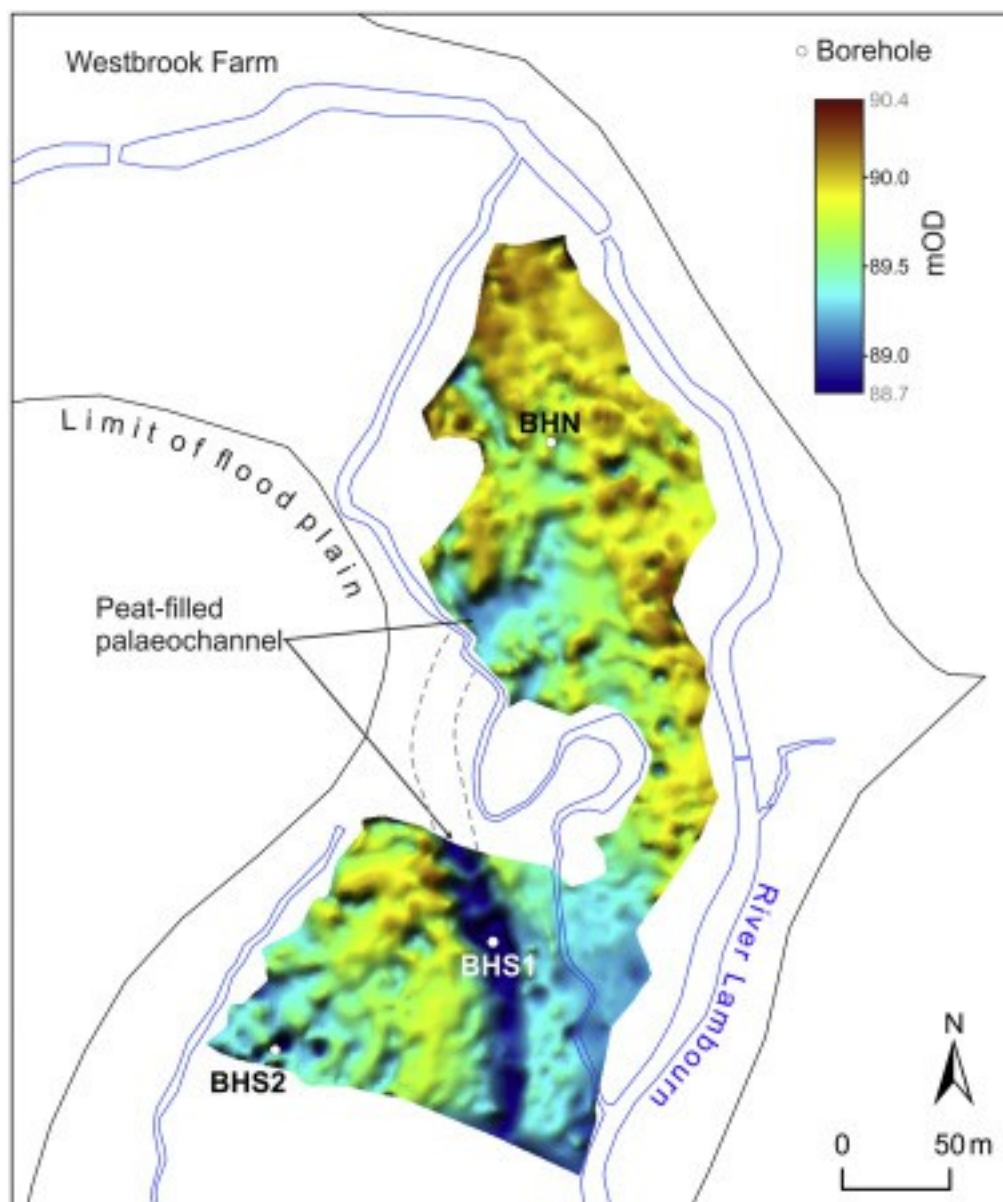 Westbrook Farm
Borehole
90.4
90.0
89.5
89.0
88.7
mOD
BHN
Limit of flood plain
Peat-filled
palaeochannel
BHS1
BHS2
River Lambourn
N
0 50 m